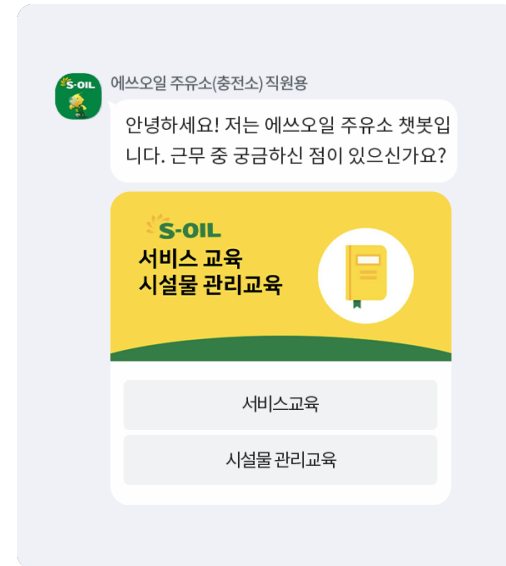 S-OIL
에쓰오일 주유소(충전소) 직원용
안녕하세요! 저는 에쓰오일 주유소 챗봇입
니다. 근무 중 궁금하신 점이 있으신가요?
S-OIL
서비스 교육
시설물 관리교육
서비스교육
시설물 관리교육